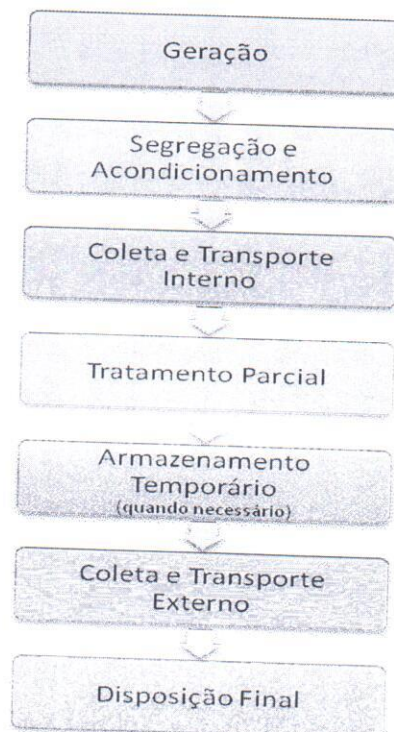 Geração
Segregação e
Acondicionamento
Coleta e Transporte
Interno
Tratamento Parcial
Armazenamento
Temporário
(quando necessário)
Coleta e Transporte
Externo
Disposição Final